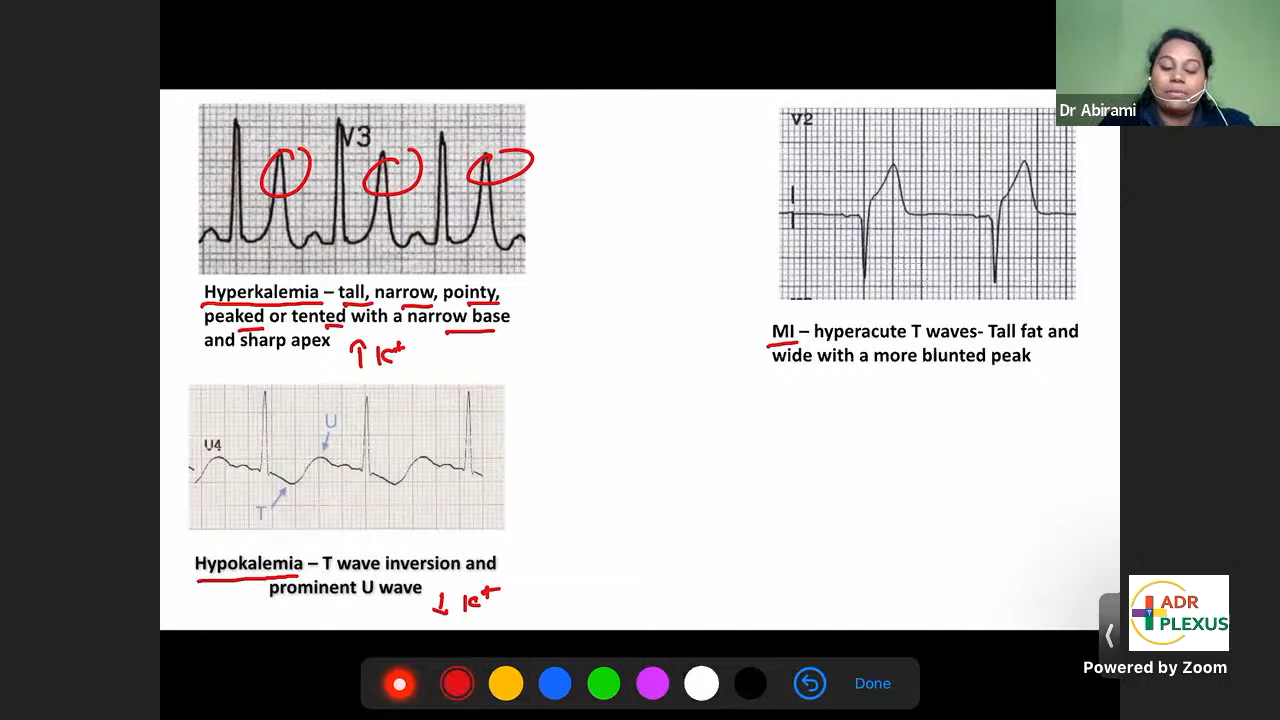 V3
Hyperkalemia – tall, narrow, pointy,
peaked or tented with a narrow base
and sharp apex
↑ K+
U
V4
T
Hypokalemia – T wave inversion and
prominent U wave
↓ K+
V2
MI – hyperacute T waves- Tall fat and
wide with a more blunted peak
Dr Abirami
ADR
PLEXUS
Powered by Zoom
Done